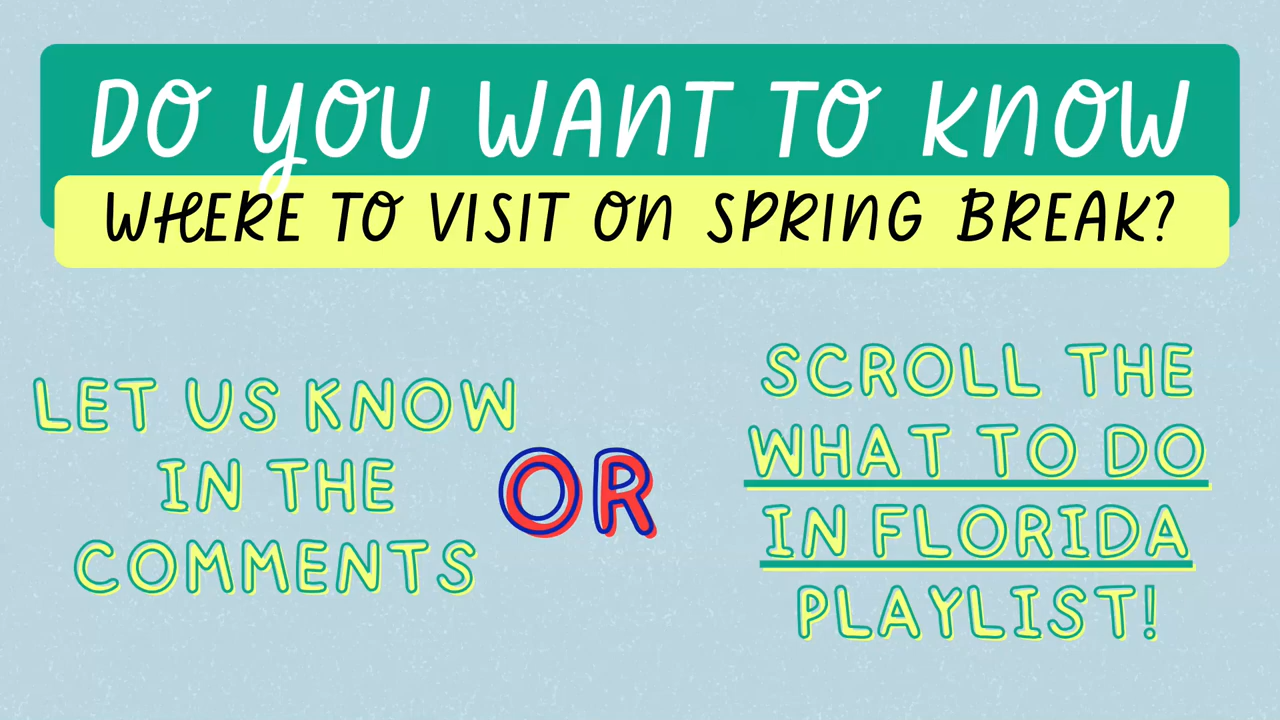 DO YOU WANT TO KNOW
WHERE TO VISIT ON SPRING BREAK?
LET US KNOW
IN THE
COMMENTS
OR
SCROLL THE
WHAT TO DO
IN FLORIDA
PLAYLIST!